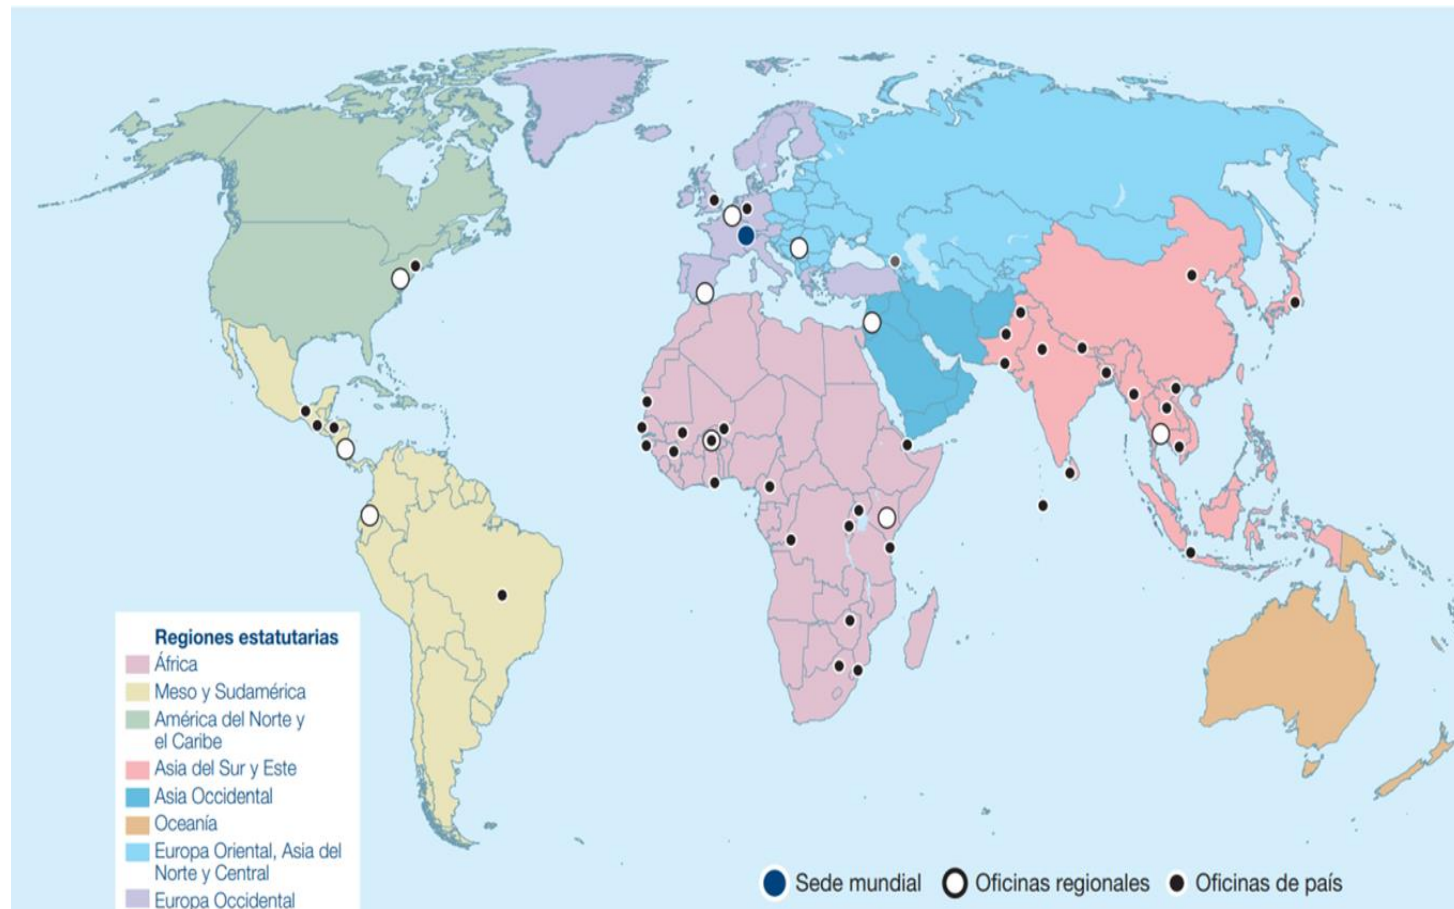 Regiones estatutarias
África
Meso y Sudamérica
América del Norte y
el Caribe
Asia del Sur y Este
Asia Occidental
Oceanía
Europa Oriental, Asia del
Norte y Central
Europa Occidental
Sede mundial Oficinas regionales Oficinas de país